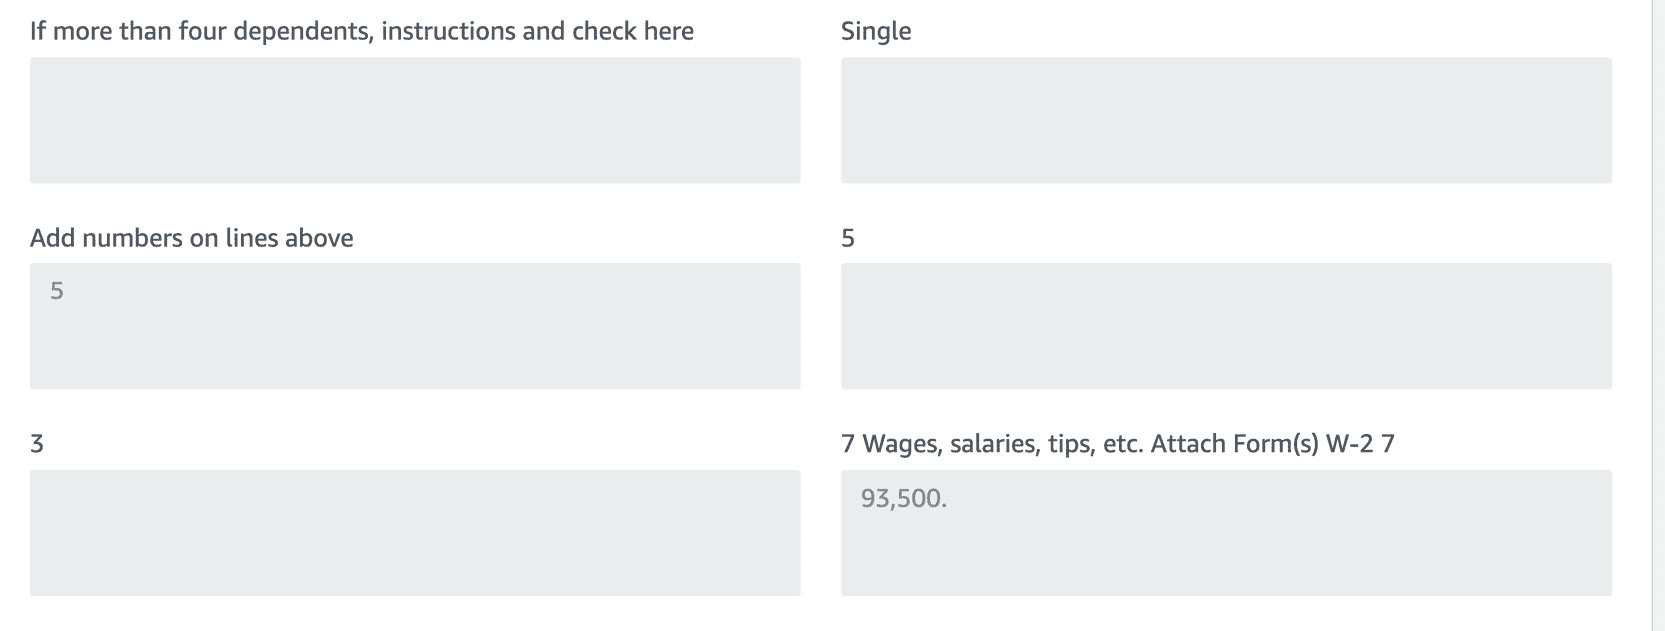 If more than four dependents, instructions and check here
Single
Add numbers on lines above
5
5
3
7 Wages, salaries, tips, etc. Attach Form(s) W-2 7
93,500.